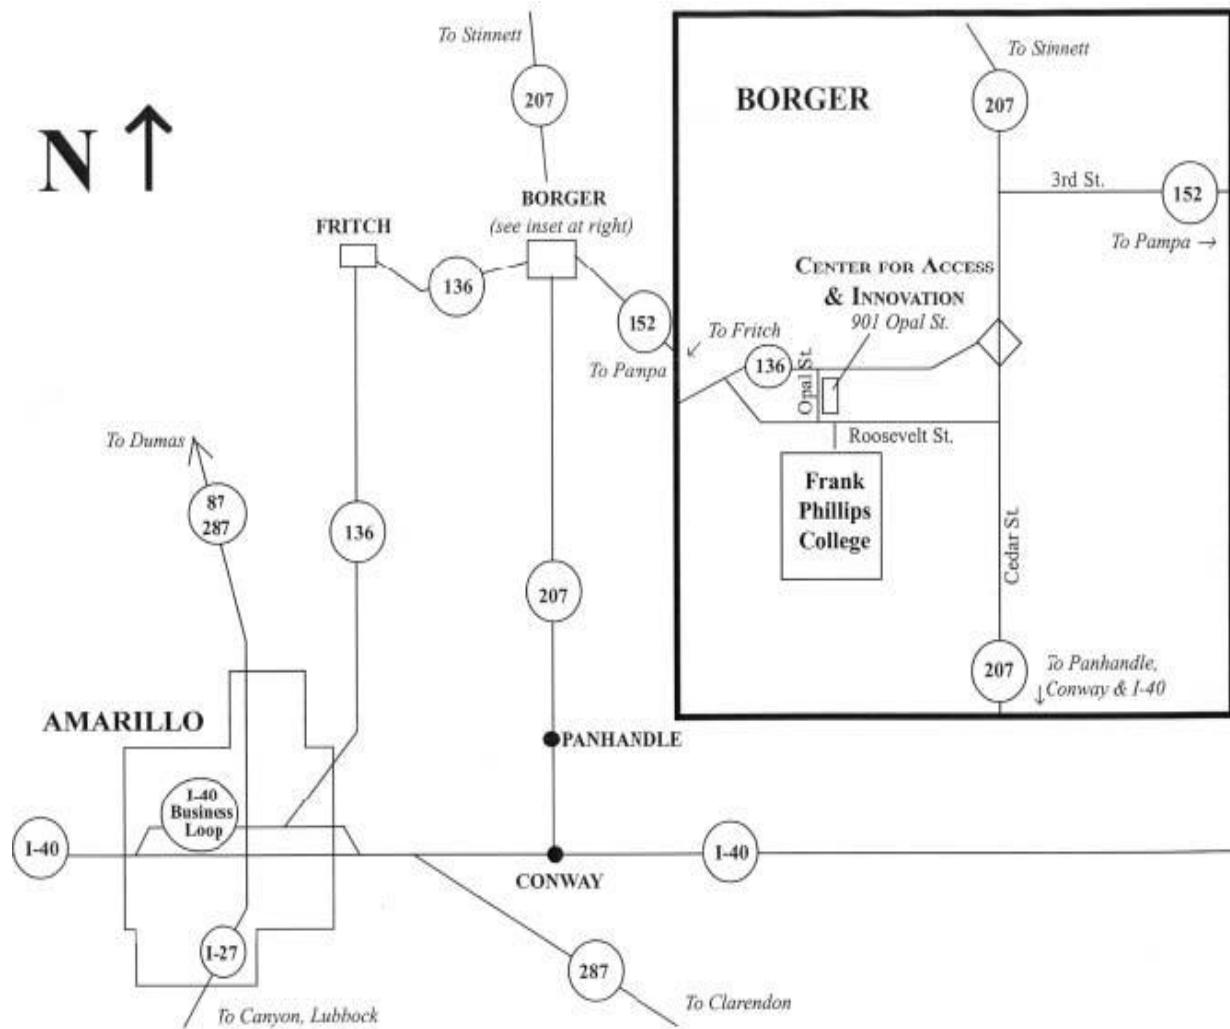 To Stinnett
207
N
BORGER
(see inset at right)
FRITCH
136
152
To Pampa
To Dumas
87
287
136
207
AMARILLO
PANHANDLE
I-40
Business
Loop
I-40
I-40
CONWAY
I-27
287
To Canyon, Lubbock
To Clarendon
BORGER
To Stinnett
207
3rd St.
152
To Pampa →
CENTER FOR ACCESS
& INNOVATION
901 Opal St.
To Fritch
136
Opal St.
Roosevelt St.
Frank
Phillips
College
Cedar St.
207
To Panhandle,
Conway & I-40